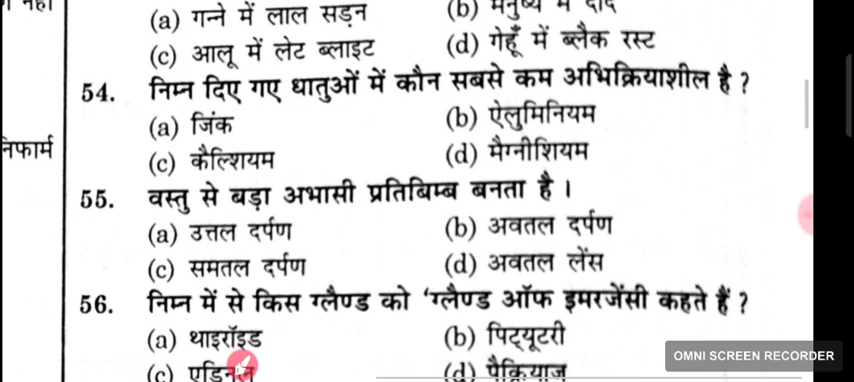 (a) गन्ने में लाल सड़न
(c) आलू में लेट ब्लाइट (d) गेहूँ में ब्लैक रस्ट
54. निम्न दिए गए धातुओं में कौन सबसे कम अभिक्रियाशील है ?
(a) जिंक (b) ऐलुमिनियम
निफार्म
(c) कैल्शियम (d) मैग्नीशियम
55. वस्तु से बड़ा अभासी प्रतिबिम्ब बनता है ।
(a) उत्तल दर्पण (b) अवतल दर्पण
(c) समतल दर्पण (d) अवतल लेंस
56. निम्न में से किस ग्लैण्ड को 'ग्लैण्ड ऑफ इमरजेंसी कहते हैं ?
(a) थाइरॉइड (b) पिट्यूटरी
(c) (d) पैंक्रियाज
OMNI SCREEN RECORDER